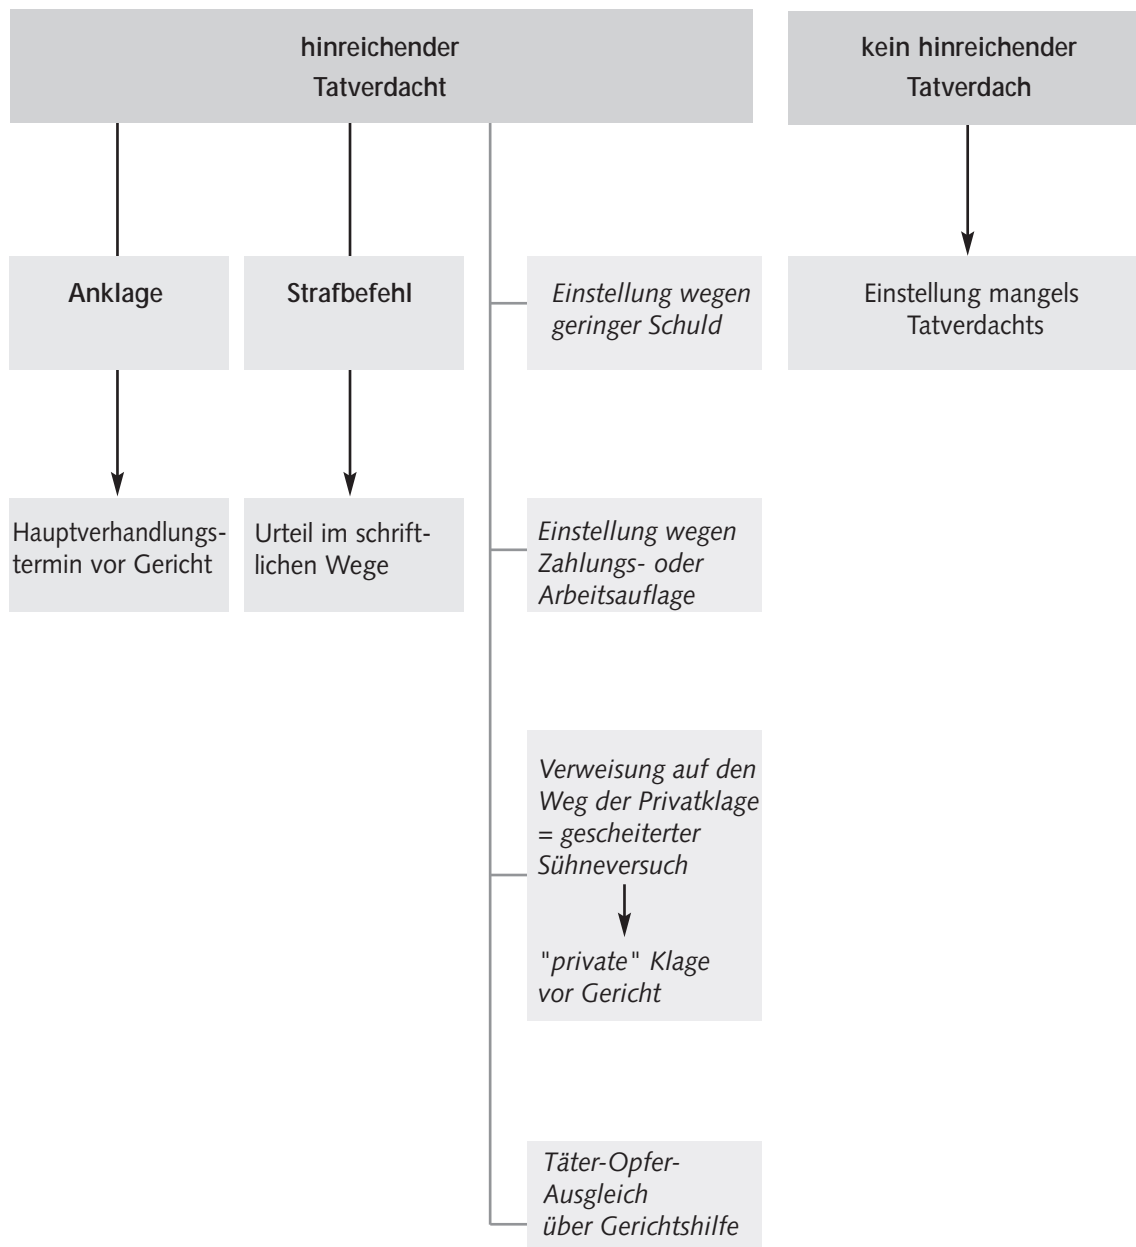 hinreichender
Tatverdacht
kein hinreichender
Tatverdach
Anklage
Strafbefehl
Einstellung wegen
geringer Schuld
Einstellung mangels
Tatverdachts
Hauptverhandlungs-
termin vor Gericht
Urteil im schrift-
lichen Wege
Einstellung wegen
Zahlungs- oder
Arbeitsauflage
Verweisung auf den
Weg der Privatklage
= gescheiterter
Sühneversuch
"private" Klage
vor Gericht
Täter-Opfer-
Ausgleich
über Gerichtshilfe